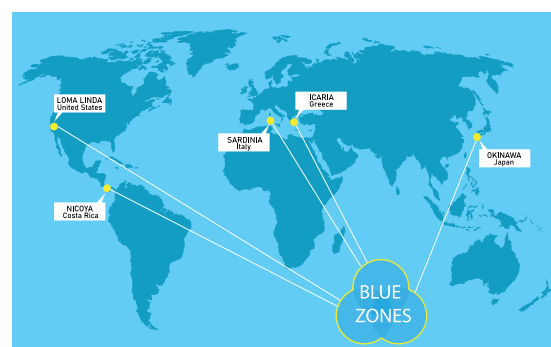 LOMA LINDA
United States
ICARIA
Greece
SARDINIA
Italy
OKINAWA
Japan
NICOYA
Costa Rica
BLUE
ZONES